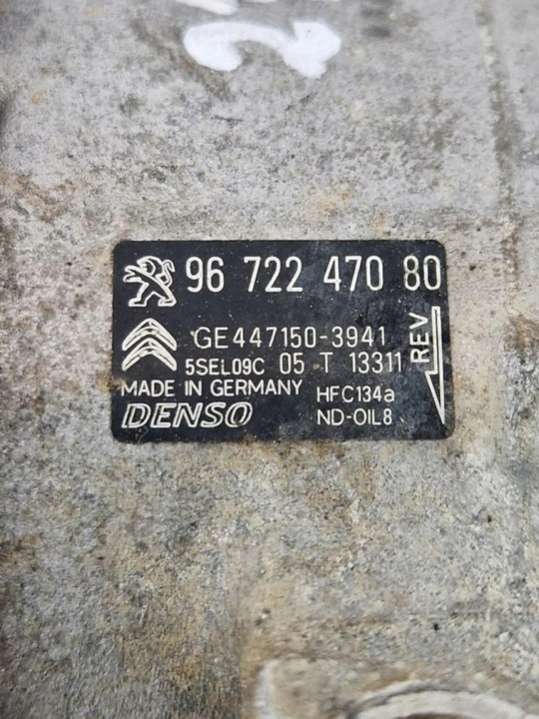 96 722 470 80
GE447150-3941
5SEL09C 05 T 13311
REV
MADE IN GERMANY HFC134a
DENSO ND-OIL8